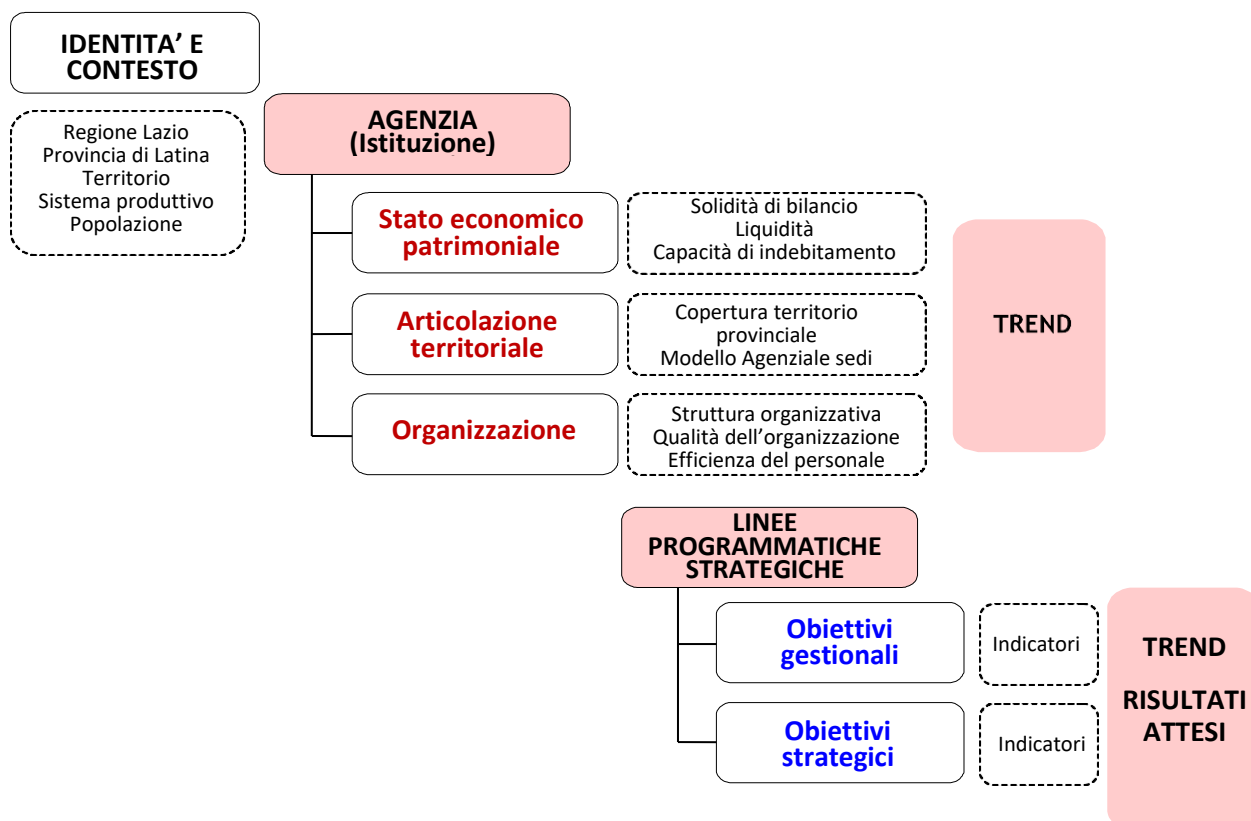 IDENTITA’ E
CONTESTO
Regione Lazio
Provincia di Latina
Territorio
Sistema produttivo
Popolazione
AGENZIA
(Istituzione)
Stato economico
patrimoniale
Solidità di bilancio
Liquidità
Capacità di indebitamento
Articolazione
territoriale
Copertura territorio
provinciale
Modello Agenziale sedi
Organizzazione
Struttura organizzativa
Qualità dell’organizzazione
Efficienza del personale
TREND
LINEE
PROGRAMMATICHE
STRATEGICHE
Obiettivi
gestionali
Indicatori
Obiettivi
strategici
Indicatori
TREND
RISULTATI
ATTESI